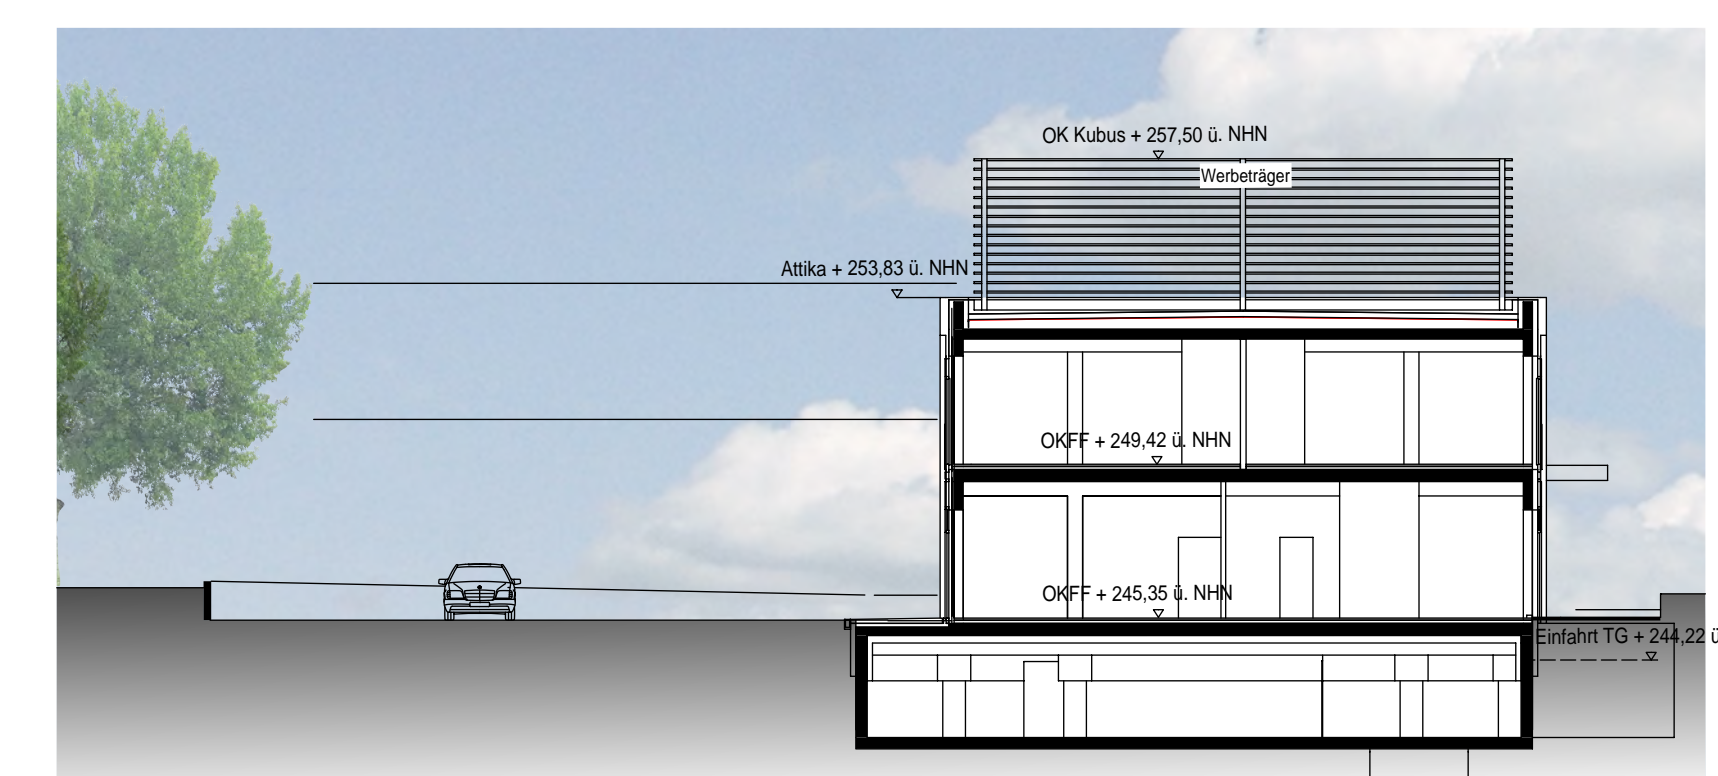 OK Kubus + 257,50 ü. NHN
Werbeträger
Attika + 253,83 ü. NHN
OKFF + 249,42 ü. NHN
OKFF + 245,35 ü. NHN
Einfahrt TG + 244,22 ü